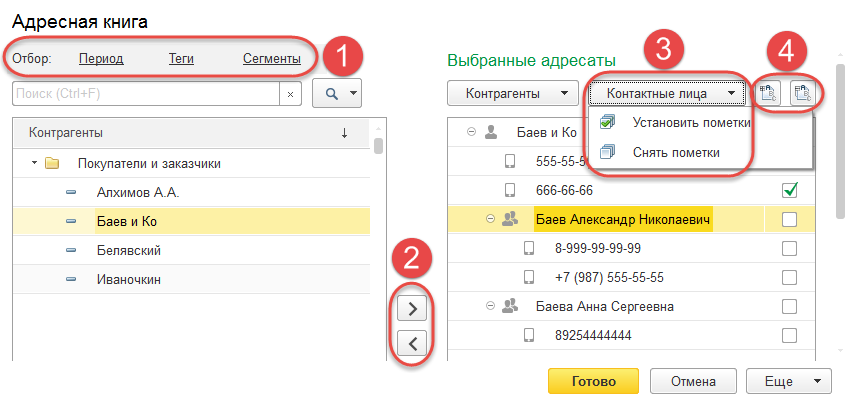 Адресная книга
Отбор: Период Теги Сегменты
1
Поиск (Ctrl+F) ×
Контрагенты ↓
Покупатели и заказчики
Алхимов А.А.
Баев и Ко
Белявский
Иваночкин
2
Выбранные адресаты
3
4
Контрагенты
Контактные лица
Установить пометки
Снять пометки
Баев и Ко
555-55-5
666-66-66
Баев Александр Николаевич
8-999-99-99-99
+7 (987) 555-55-55
Баева Анна Сергеевна
89254444444
Готово Отмена Еще